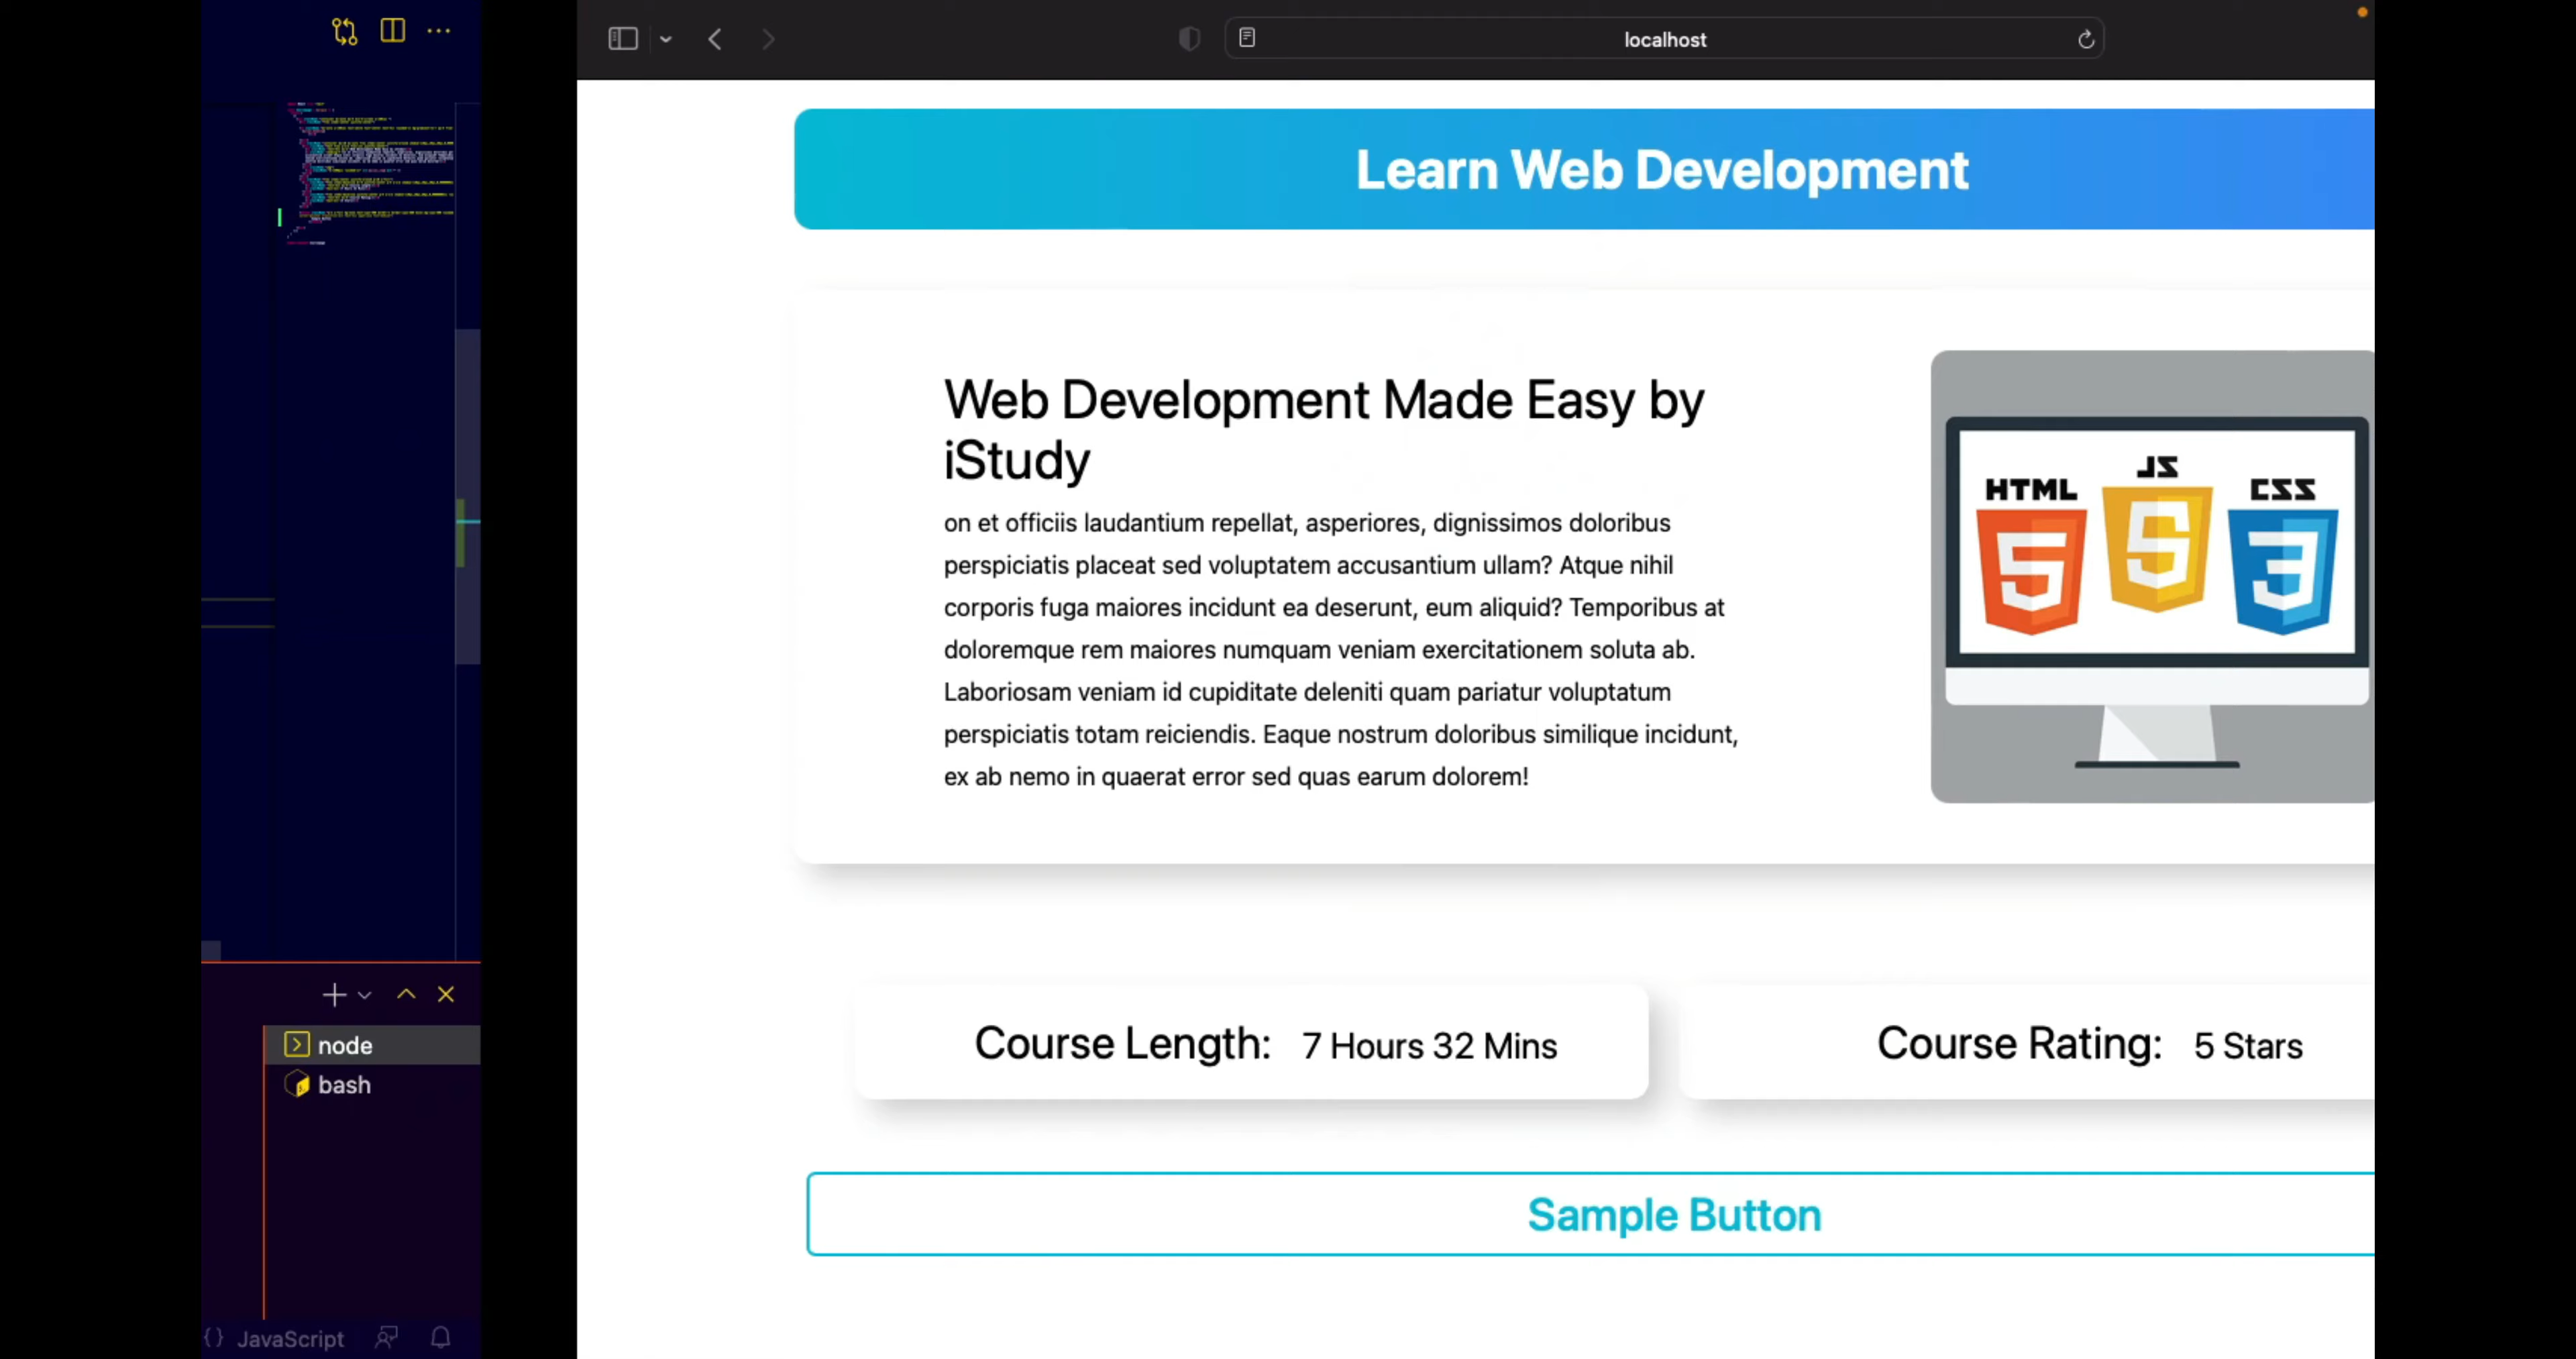 localhost
Learn Web Development
Web Development Made Easy by
iStudy
on et officiis laudantium repellat, asperiores, dignissimos doloribus
perspiciatis placeat sed voluptatem accusantium ullam? Atque nihil
corporis fuga maiores incidunt ea deserunt, eum aliquid? Temporibus at
doloremque rem maiores numquam veniam exercitationem soluta ab.
Laboriosam veniam id cupiditate deleniti quam pariatur voluptatum
perspiciatis totam reiciendis. Eaque nostrum doloribus similique incidunt,
ex ab nemo in quaerat error sed quas earum dolorem!
HTML JS CSS
5 5 3
Course Length: 7 Hours 32 Mins
Course Rating: 5 Stars
Sample Button
node
bash
{} JavaScript